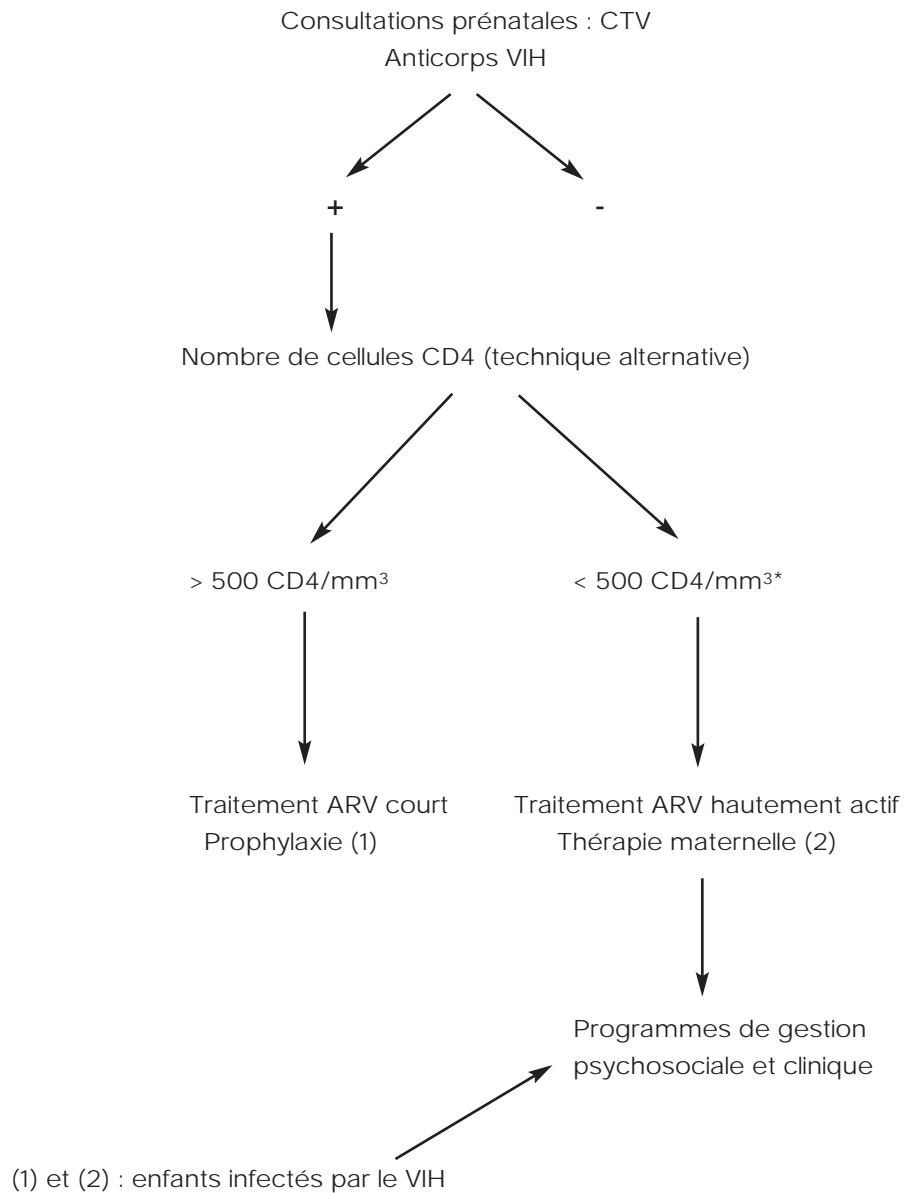 Consultations prénatales : CTV
Anticorps VIH
+
-
Nombre de cellules CD4 (technique alternative)
> 500 CD4/mm³
< 500 CD4/mm³*
Traitement ARV court
Prophylaxie (1)
Traitement ARV hautement actif
Thérapie maternelle (2)
Programmes de gestion
psychosociale et clinique
(1) et (2) : enfants infectés par le VIH